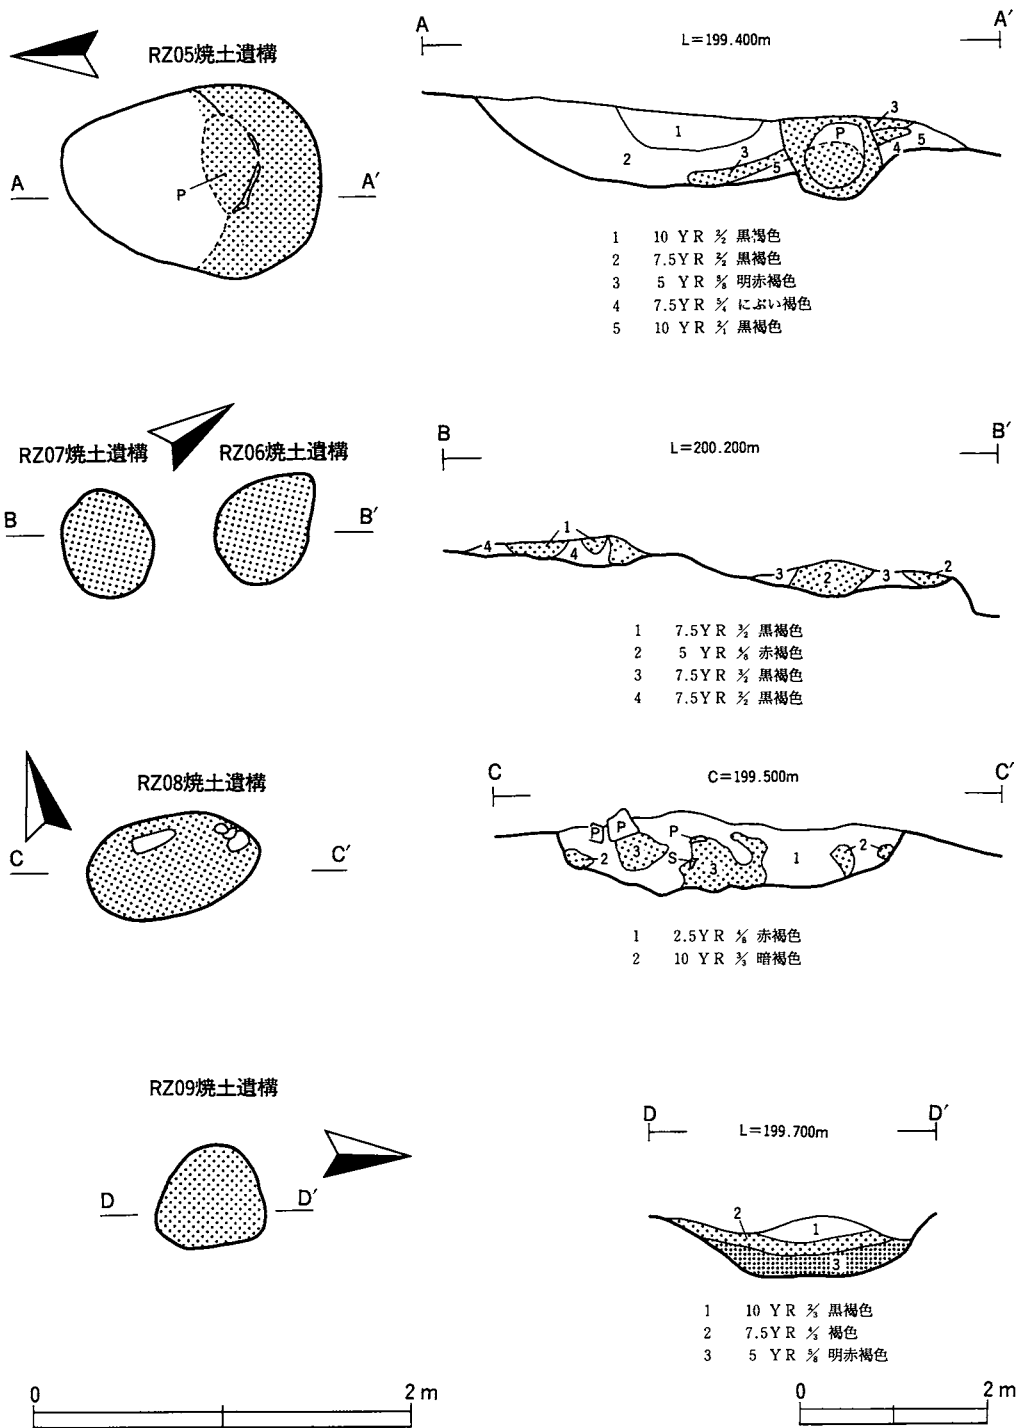 RZ05焼土遺構
A A′
P
A A′
L=199.400m
1 2 3 5 P 3 4 5
1 10 YR 2/2 黒褐色
2 7.5YR 2/2 黒褐色
3 5 YR 5/8 明赤褐色
4 7.5YR 5/4 にぶい褐色
5 10 YR 2/1 黒褐色
RZ07焼土遺構 RZ06焼土遺構
B B′
B B′
L=200.200m
4 1 4 3 2 3 2
1 7.5YR 3/2 黒褐色
2 5 YR 4/8 赤褐色
3 7.5YR 3/2 黒褐色
4 7.5YR 2/2 黒褐色
RZ08焼土遺構
C C′
C C′
C=199.500m
P P 2 3 P S 3 1 2
1 2.5YR 4/8 赤褐色
2 10 YR 3/3 暗褐色
RZ09焼土遺構
D D′
D D′
L=199.700m
2 1 3
1 10 YR 2/3 黒褐色
2 7.5YR 4/3 褐色
3 5 YR 5/8 明赤褐色
0 2 m
0 2 m